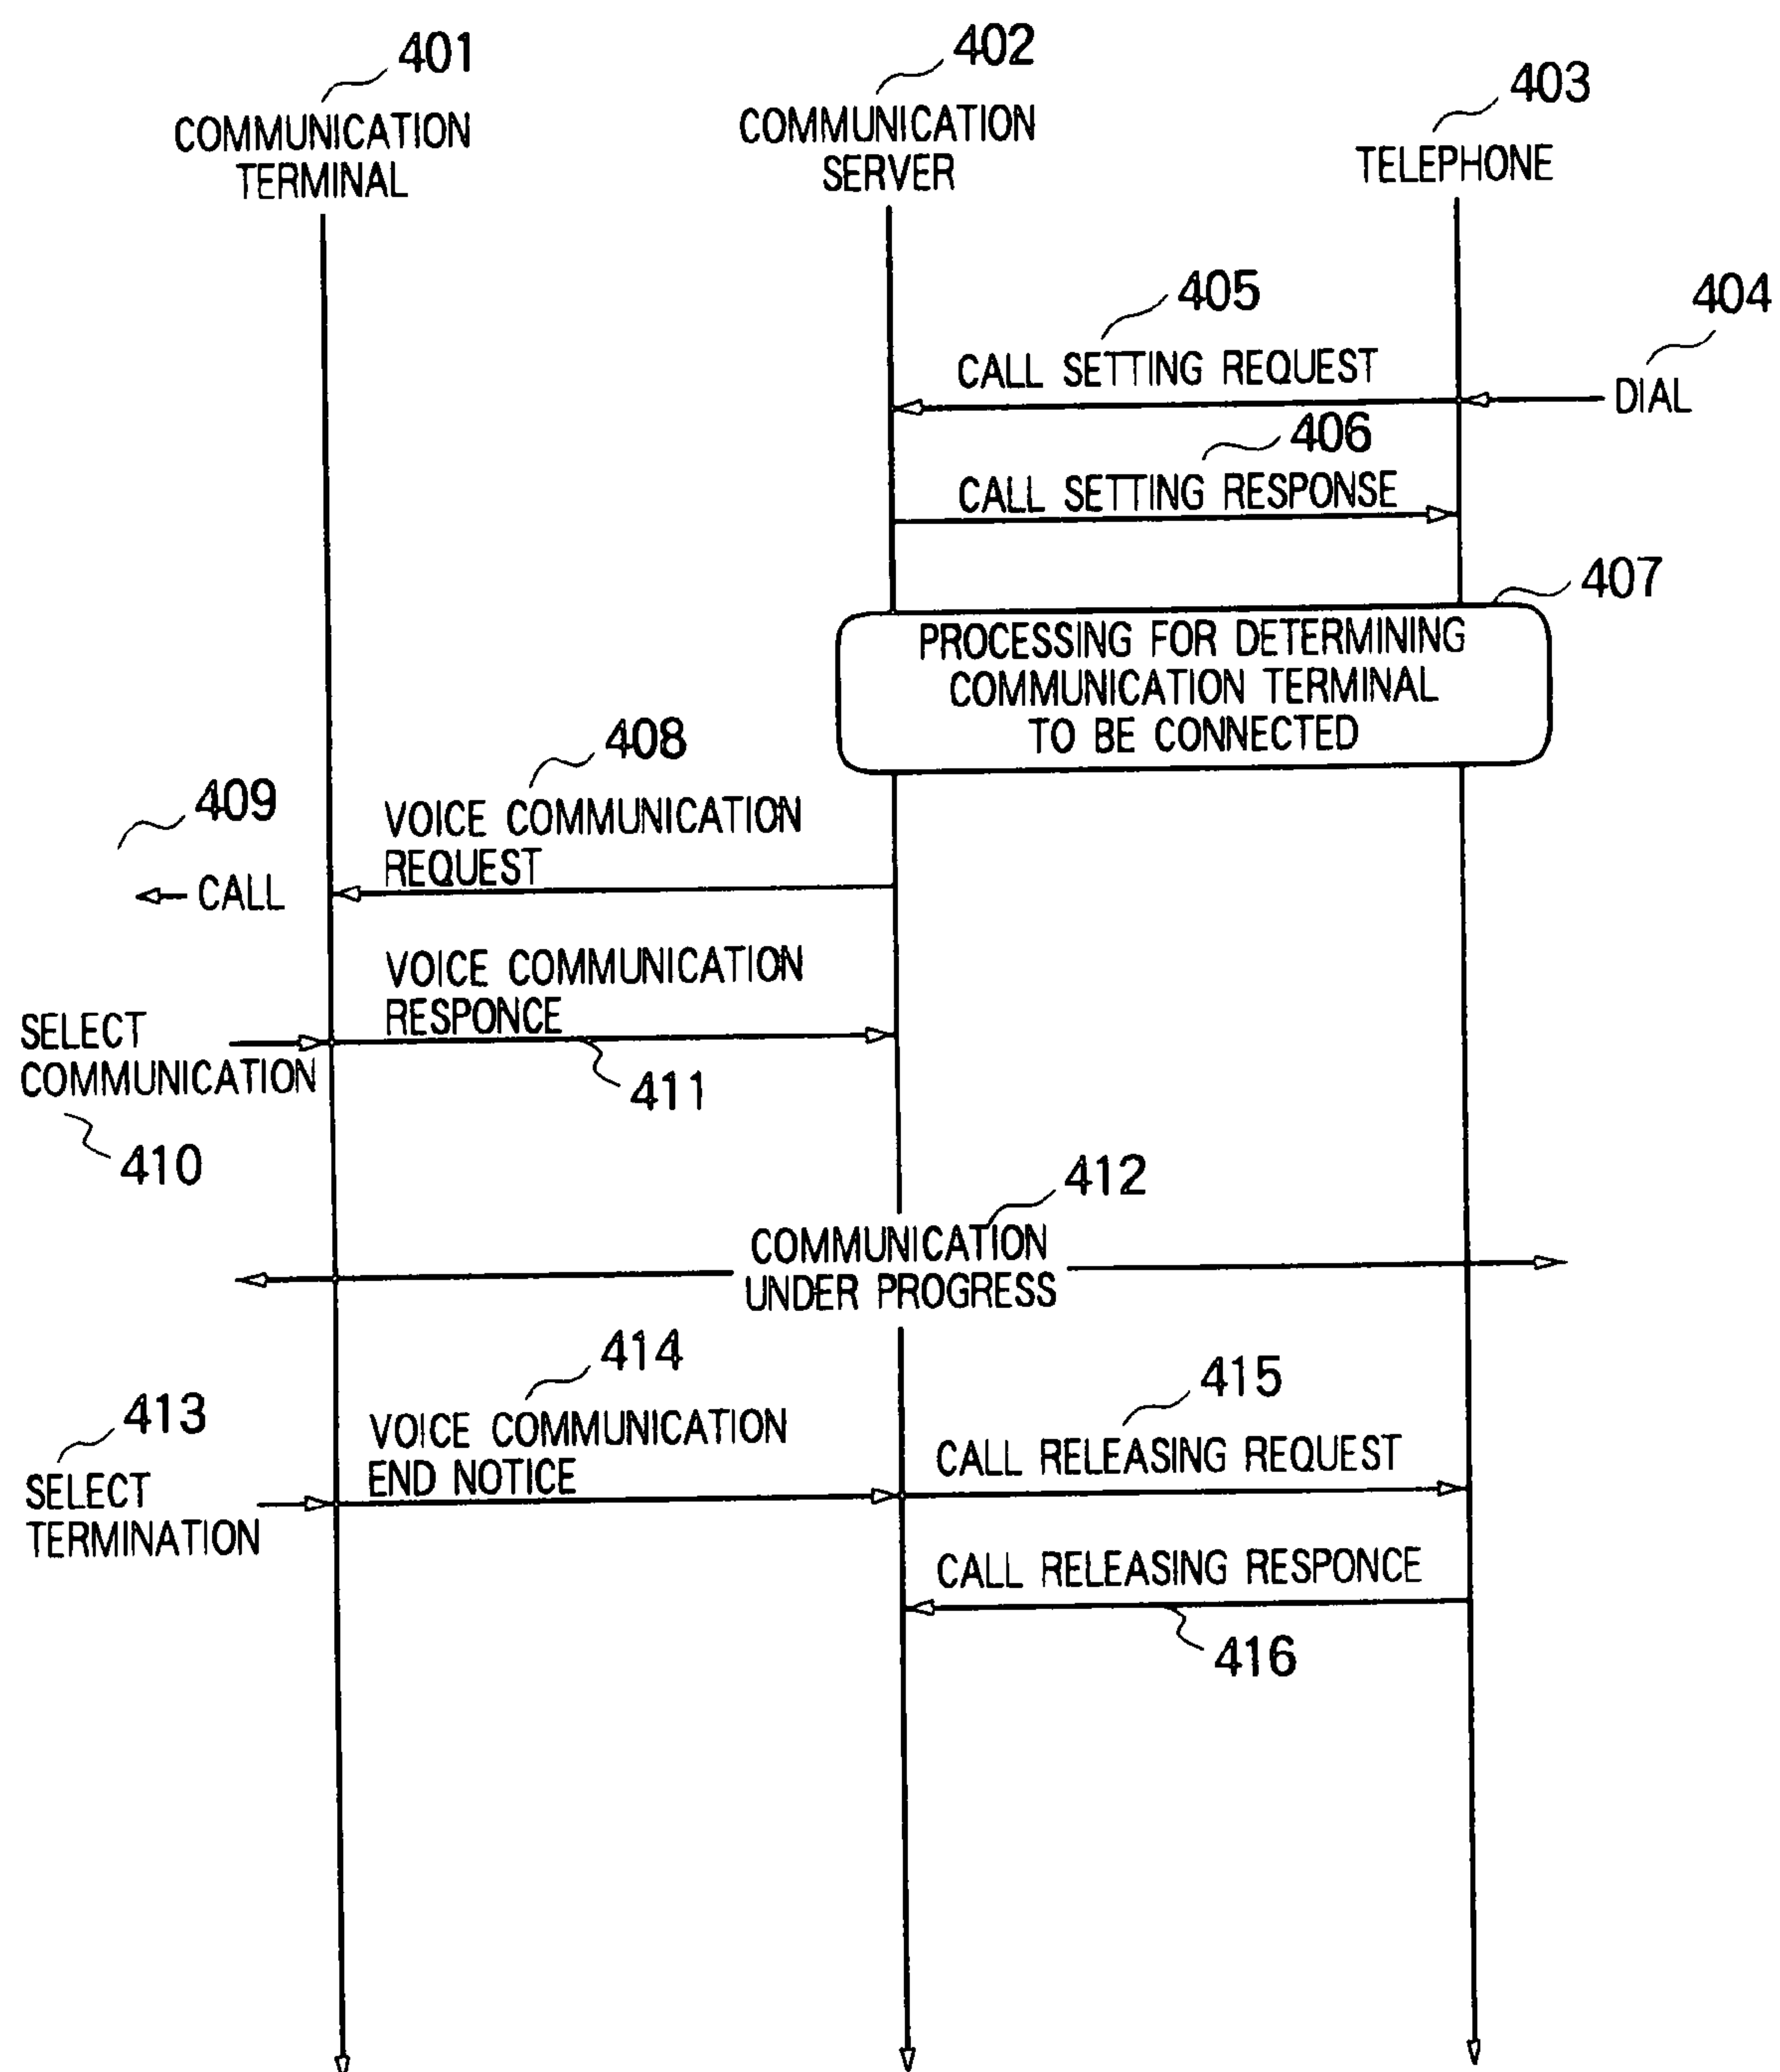 401
402
403
COMMUNICATION
TERMINAL
COMMUNICATION
SERVER
TELEPHONE
404
405
CALL SETTING REQUEST
DIAL
406
CALL SETTING RESPONSE
407
PROCESSING FOR DETERMINING
COMMUNICATION TERMINAL
TO BE CONNECTED
408
409
VOICE COMMUNICATION
REQUEST
CALL
VOICE COMMUNICATION
RESPONCE
SELECT
COMMUNICATION
411
410
412
COMMUNICATION
UNDER PROGRESS
414
415
413
VOICE COMMUNICATION
END NOTICE
CALL RELEASING REQUEST
SELECT
TERMINATION
CALL RELEASING RESPONCE
416